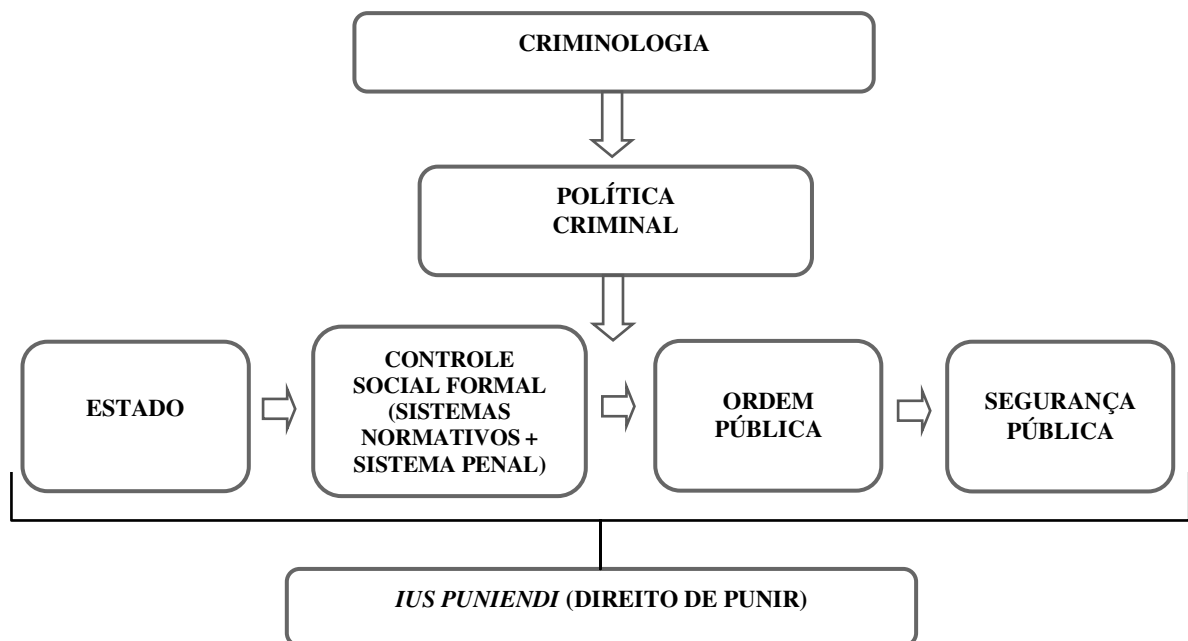 CRIMINOLOGIA
POLÍTICA
CRIMINAL
ESTADO
CONTROLE
SOCIAL FORMAL
(SISTEMAS
NORMATIVOS +
SISTEMA PENAL)
ORDEM
PÚBLICA
SEGURANÇA
PÚBLICA
IUS PUNIENDI (DIREITO DE PUNIR)